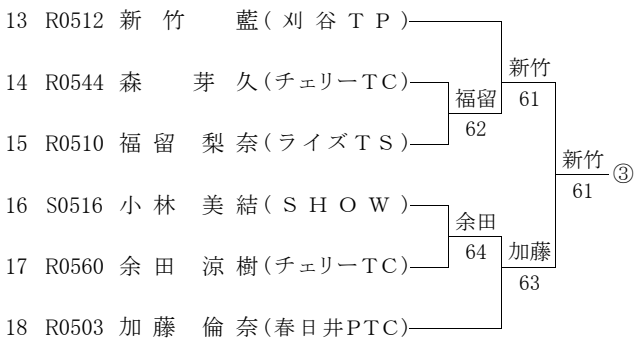 13 R0512 新竹 藍(刈谷TP)
新竹
14 R0544 森 芽久(チェリーTC)
福留
61
62
15 R0510 福留 梨奈(ライズTS)
新竹
③
61
16 S0516 小林 美結(SHOW)
余田
64
加藤
17 R0560 余田 涼樹(チェリーTC)
63
18 R0503 加藤 倫奈(春日井PTC)